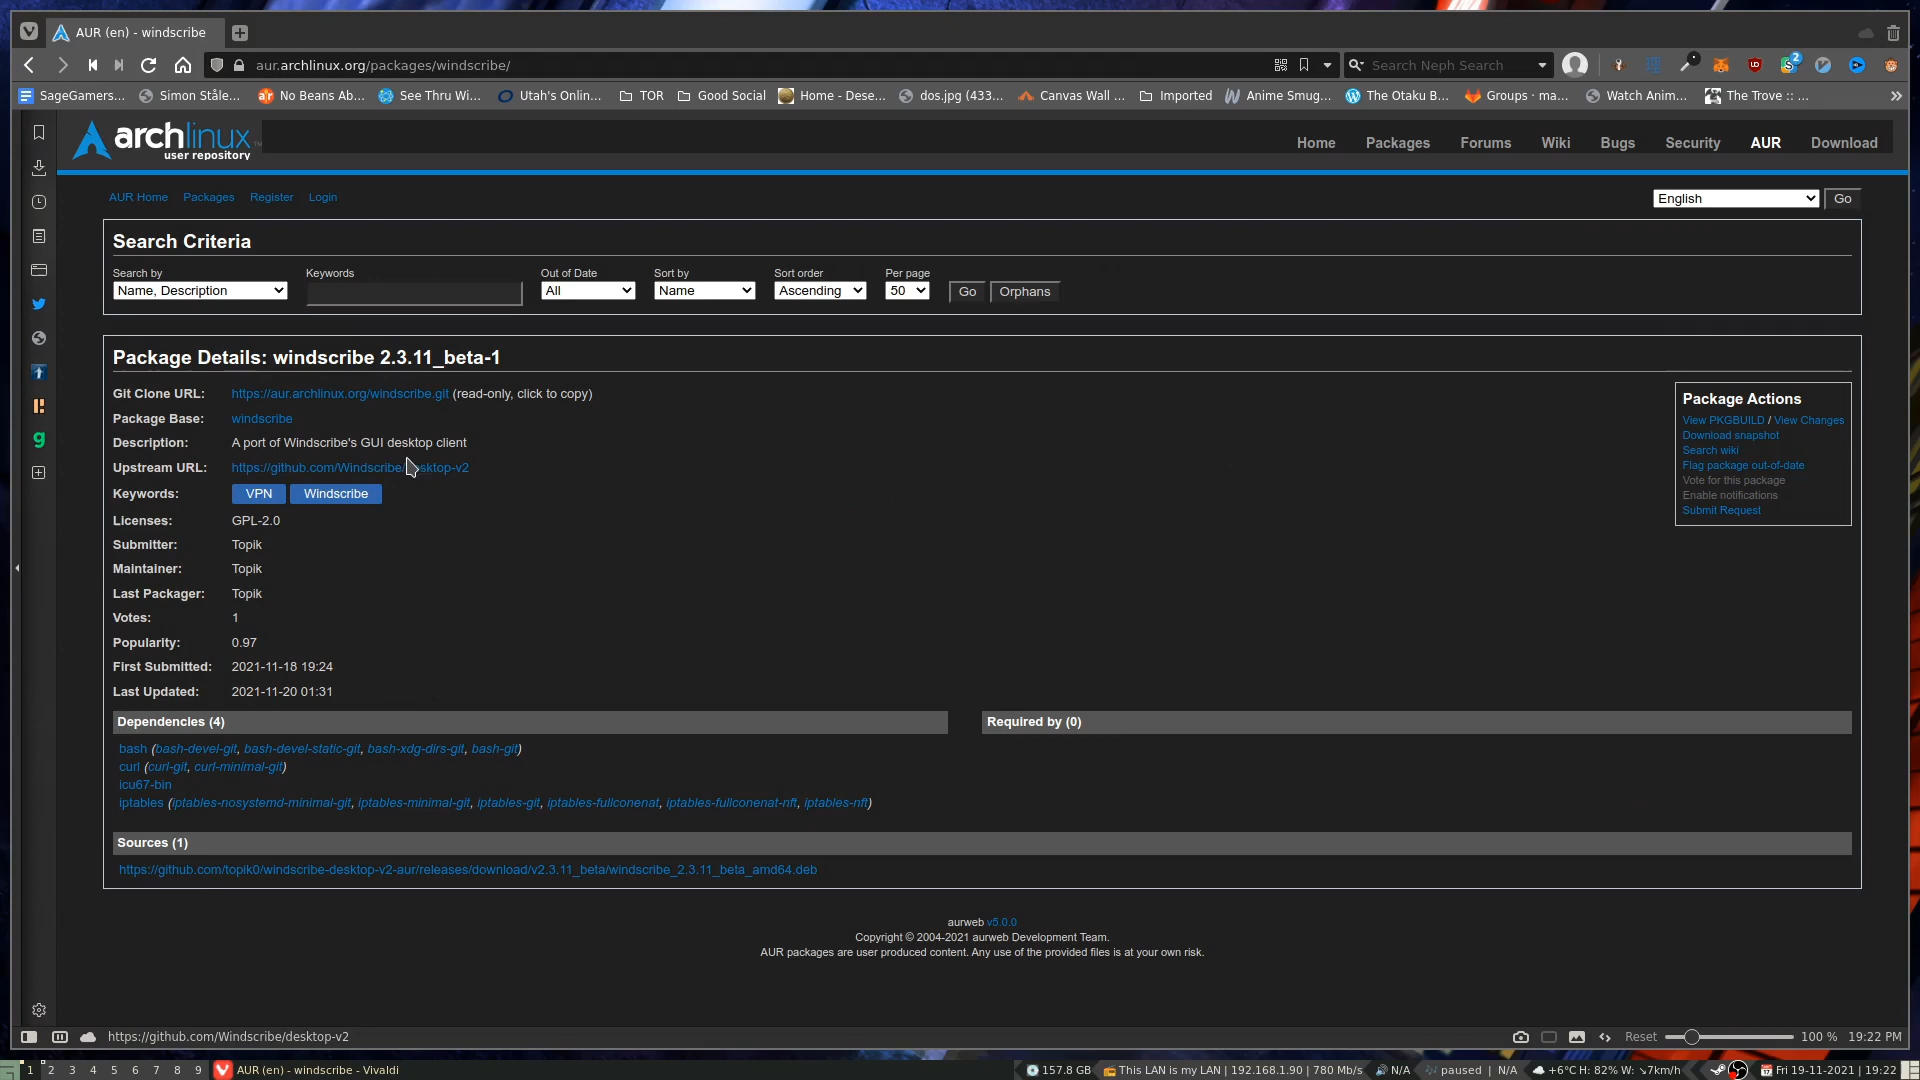 AUR (en) - windscribe
aur.archlinux.org/packages/windscribe/
Search Neph Search
2
SageGamers...
Simon Ståle...
No Beans Ab...
See Thru Wi...
Utah's Onlin...
TOR
Good Social
Home - Dese...
dos.jpg (433...
Canvas Wall ...
Imported
Anime Smug...
The Otaku B...
Groups · ma...
Watch Anim...
The Trove :: ...
archlinux
user repository
Home
Packages
Forums
Wiki
Bugs
Security
AUR
Download
AUR Home
Packages
Register
Login
English
Go
Search Criteria
Search by
Keywords
Out of Date
Sort by
Sort order
Per page
Name, Description
All
Name
Ascending
50
Go
Orphans
Package Details: windscribe 2.3.11_beta-1
Git Clone URL: https://aur.archlinux.org/windscribe.git (read-only, click to copy)
Package Base: windscribe
Description: A port of Windscribe's GUI desktop client
Upstream URL: https://github.com/Windscribe/desktop-v2
Keywords: VPN Windscribe
Licenses: GPL-2.0
Submitter: Topik
Maintainer: Topik
Last Packager: Topik
Votes: 1
Popularity: 0.97
First Submitted: 2021-11-18 19:24
Last Updated: 2021-11-20 01:31
Package Actions
View PKGBUILD / View Changes
Download snapshot
Search wiki
Flag package out-of-date
Vote for this package
Enable notifications
Submit Request
Dependencies (4)
bash (bash-devel-git, bash-devel-static-git, bash-xdg-dirs-git, bash-git)
curl (curl-git, curl-minimal-git)
icu67-bin
iptables (iptables-nosystemd-minimal-git, iptables-minimal-git, iptables-git, iptables-fullconenat, iptables-fullconenat-nft, iptables-nft)
Required by (0)
Sources (1)
https://github.com/topik0/windscribe-desktop-v2-aur/releases/download/v2.3.11_beta/windscribe_2.3.11_beta_amd64.deb
aurweb v5.0.0
Copyright © 2004-2021 aurweb Development Team.
AUR packages are user produced content. Any use of the provided files is at your own risk.
https://github.com/Windscribe/desktop-v2
Reset
100 %
19:22 PM
1 2 3 4 5 6 7 8 9
AUR (en) - windscribe - Vivaldi
157.8 GB
This LAN is my LAN | 192.168.1.90 | 780 Mb/s
N/A
paused | N/A
+6°C H: 82% W: ↘7km/h
Fri 19-11-2021 | 19:22